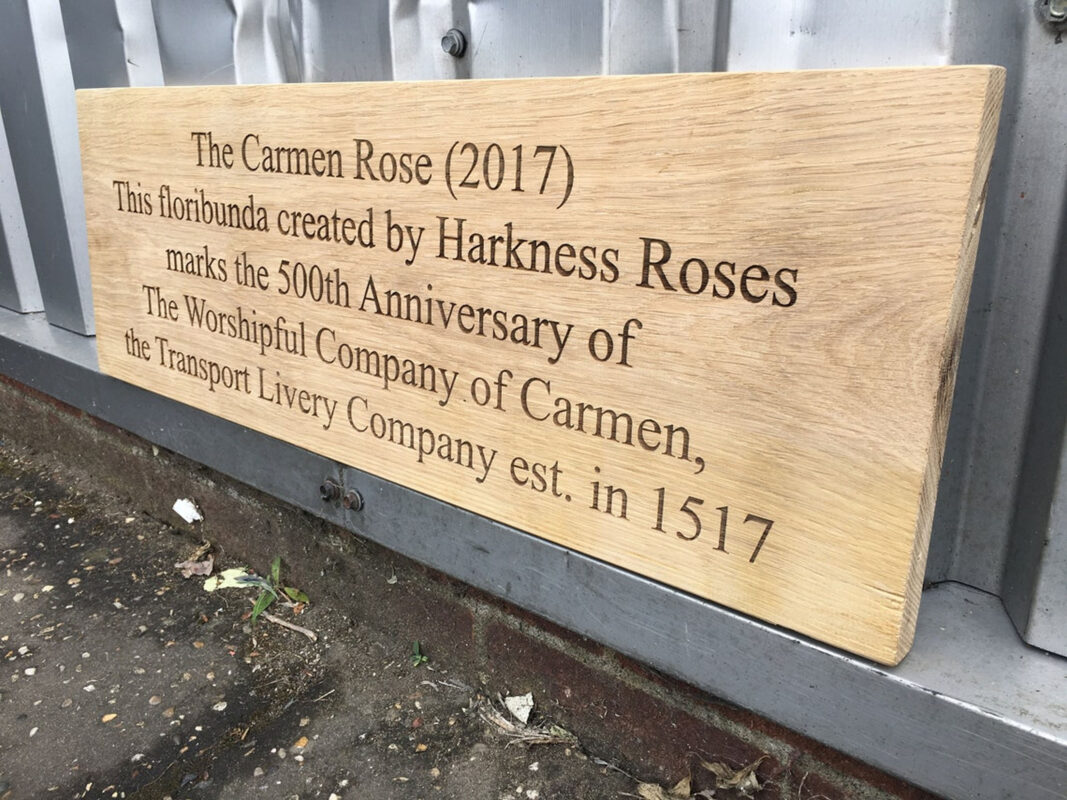 The Carmen Rose (2017)
This floribunda created by Harkness Roses
marks the 500th Anniversary of
The Worshipful Company of Carmen,
the Transport Livery Company est. in 1517